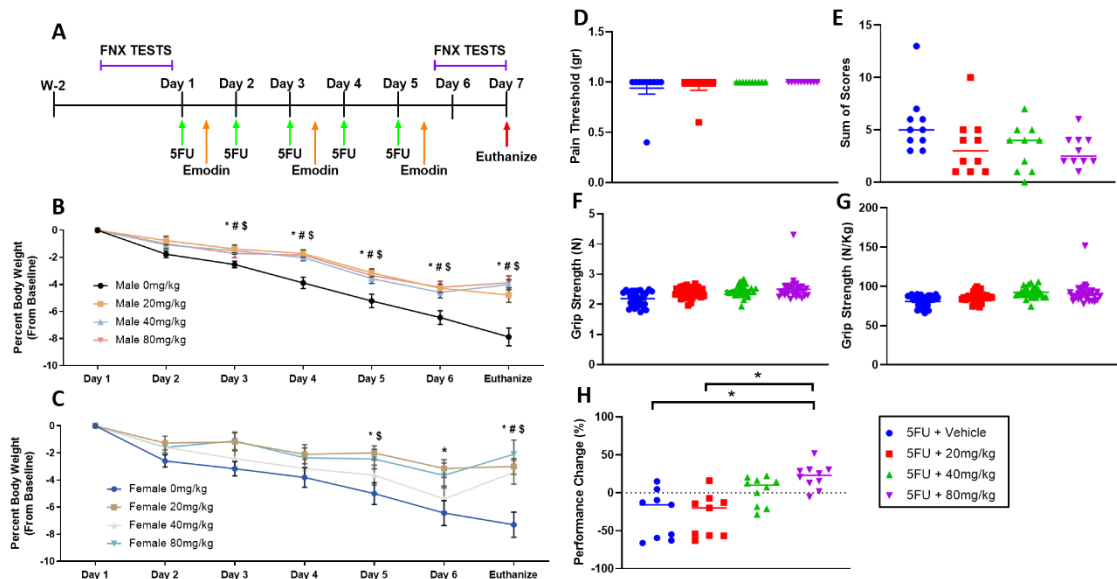 A
FNX TESTS
FNX TESTS
W-2
Day 1
Day 2
Day 3
Day 4
Day 5
Day 6
Day 7
5FU
5FU
5FU
5FU
5FU
Emodin
Emodin
Emodin
Euthanize
B
Percent Body Weight
(From Baseline)
0
-2
-4
-6
-8
-10
* # $
* # $
* # $
* # $
* # $
Male 0mg/kg
Male 20mg/kg
Male 40mg/kg
Male 80mg/kg
Day 1
Day 2
Day 3
Day 4
Day 5
Day 6
Euthanize
C
Percent Body Weight
(From Baseline)
0
-2
-4
-6
-8
-10
* $
*
* # $
Female 0mg/kg
Female 20mg/kg
Female 40mg/kg
Female 80mg/kg
Day 1
Day 2
Day 3
Day 4
Day 5
Day 6
Euthanize
D
Pain Threshold (gr)
1.5
1.0
0.5
0.0
E
Sum of Scores
15
10
5
0
F
Grip Strength (N)
5
4
3
2
1
0
G
Grip Strength (N/Kg)
200
150
100
50
0
H
Performance Change (%)
100
50
0
-50
-100
*
*
5FU + Vehicle
5FU + 20mg/kg
5FU + 40mg/kg
5FU + 80mg/kg